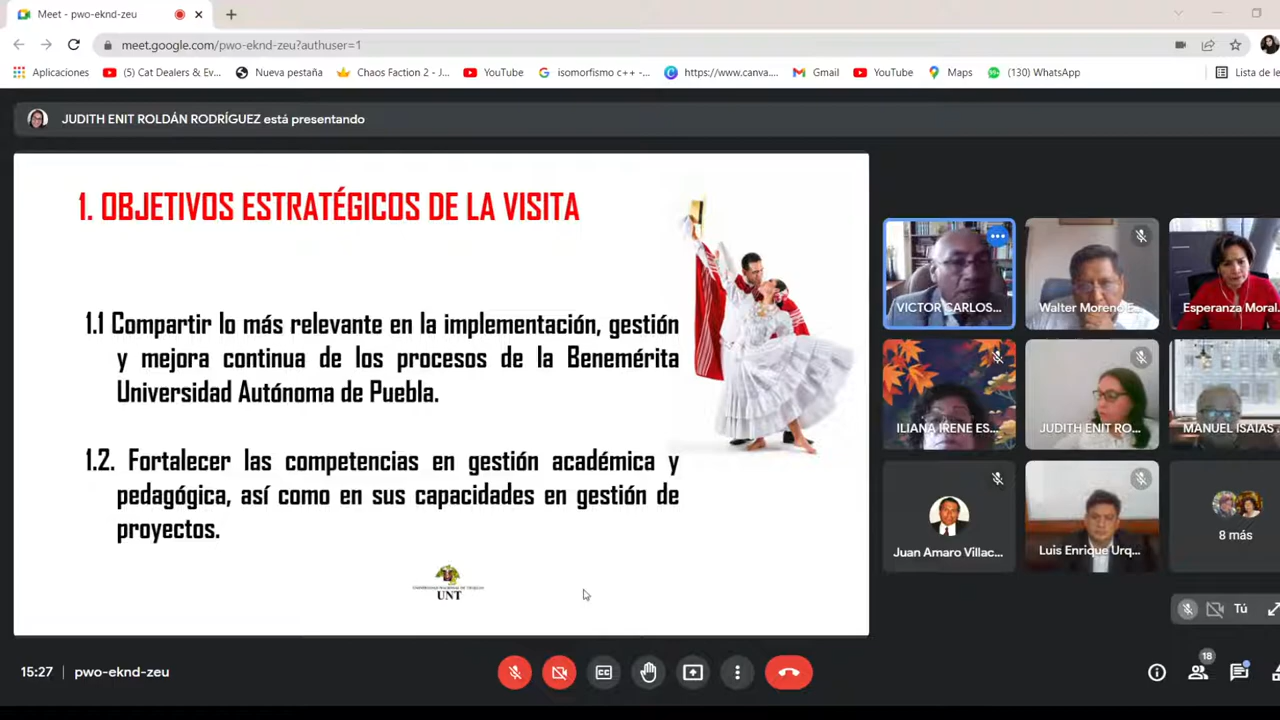 Meet - pwo-eknd-zeu
meet.google.com/pwo-eknd-zeu?authuser=1
Aplicaciones
(5) Cat Dealers & Ev...
Nueva pestaña
Chaos Faction 2 - J...
YouTube
isomorfismo c++ -...
https://www.canva....
Gmail
YouTube
Maps
(130) WhatsApp
Lista de le
JUDITH ENIT ROLDÁN RODRÍGUEZ está presentando
1. OBJETIVOS ESTRATÉGICOS DE LA VISITA
1.1 Compartir lo más relevante en la implementación, gestión
y mejora continua de los procesos de la Benemérita
Universidad Autónoma de Puebla.
1.2. Fortalecer las competencias en gestión académica y
pedagógica, así como en sus capacidades en gestión de
proyectos.
UNIVERSIDAD NACIONAL DE TRUJILLO
UNT
VICTOR CARLOS...
Walter Moreno E...
Esperanza Moral...
ILIANA IRENE ES...
JUDITH ENIT RO...
MANUEL ISAIAS
Juan Amaro Villac...
Luis Enrique Urq...
8 más
Tú
15:27 | pwo-eknd-zeu
CC
18